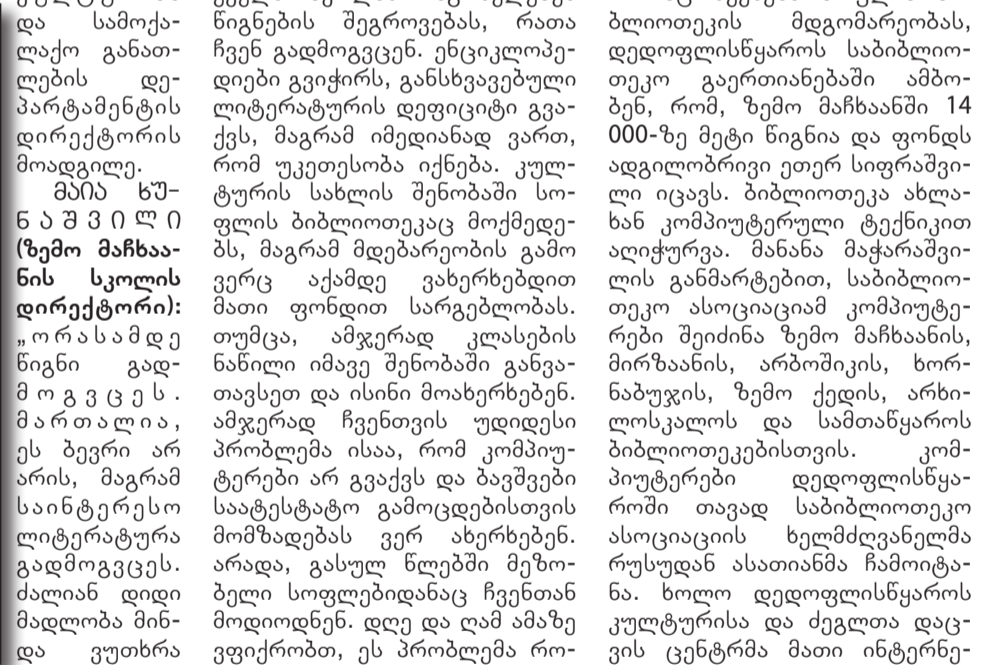 და სამოქა-
ლაქო განათ-
ლების დე-
პარტამენტის
დირექტორის
მოადგილე.
მაია ხუ-
ნაშვილი
(ზემო მაჩხაა-
ნის სკოლის
დირექტორი):
„ორასამდე
წიგნი გად-
მოგვცეს.
მართალია,
ეს ბევრი არ
არის, მაგრამ
საინტერესო
ლიტერატურა
გადმოგვცეს.
ძალიან დიდი
მადლობა მინ-
და ვუთხრა
წიგნების შეგროვებას, რათა
ჩვენ გადმოგვცენ. ენციკლოპე-
დიები გვიჭირს, განსხვავებული
ლიტერატურის დეფიციტი გვა-
ქვს, მაგრამ იმედიანად ვართ,
რომ უკეთესობა იქნება. კულ-
ტურის სახლის შენობაში სო-
ფლის ბიბლიოთეკაც მოქმედე-
ბს, მაგრამ მდებარეობის გამო
ვერც აქამდე ვახერხებდით
მათი ფონდით სარგებლობას.
თუმცა, ამჯერად კლასების
ნაწილი იმავე შენობაში განვა-
თავსეთ და ისინი მოახერხებენ.
ამჯერად ჩვენთვის უდიდესი
პრობლემა ისაა, რომ კომპიუ-
ტერები არ გვაქვს და ბავშვები
საატესტატო გამოცდებისთვის
მომზადებას ვერ ახერხებენ.
არადა, გასულ წლებში მეზო-
ბელი სოფლებიდანაც ჩვენთან
მოდიოდნენ. დღე და ღამ ამაზე
ვფიქრობთ, ეს პრობლემა რო-
ბლიოთეკის მდგომარეობას,
დედოფლისწყაროს საბიბლიო-
თეკო გაერთიანებაში ამბო-
ბენ, რომ, ზემო მაჩხაანში 14
000-ზე მეტი წიგნია და ფონდს
ადგილობრივი ეთერ სიფრაშვი-
ლი იცავს. ბიბლიოთეკა ახლა-
ხან კომპიუტერული ტექნიკით
აღიჭურვა. მანანა მაჭარაშვი-
ლის განმარტებით, საბიბლიო-
თეკო ასოციაციამ კომპიუტე-
რები შეიძინა ზემო მაჩხაანის,
მირზაანის, არბოშიკის, ხორ-
ნაბუჯის, ზემო ქედის, არხი-
ლოსკალოს და სამთაწყაროს
ბიბლიოთეკებისთვის. კომ-
პიუტერები დედოფლისწყა-
როში თავად საბიბლიოთეკო
ასოციაციის ხელმძღვანელმა
რუსუდან ასათიანმა ჩამოიტა-
ნა. ხოლო დედოფლისწყაროს
კულტურისა და ძეგლთა დაც-
ვის ცენტრმა მათი ინტერნე-